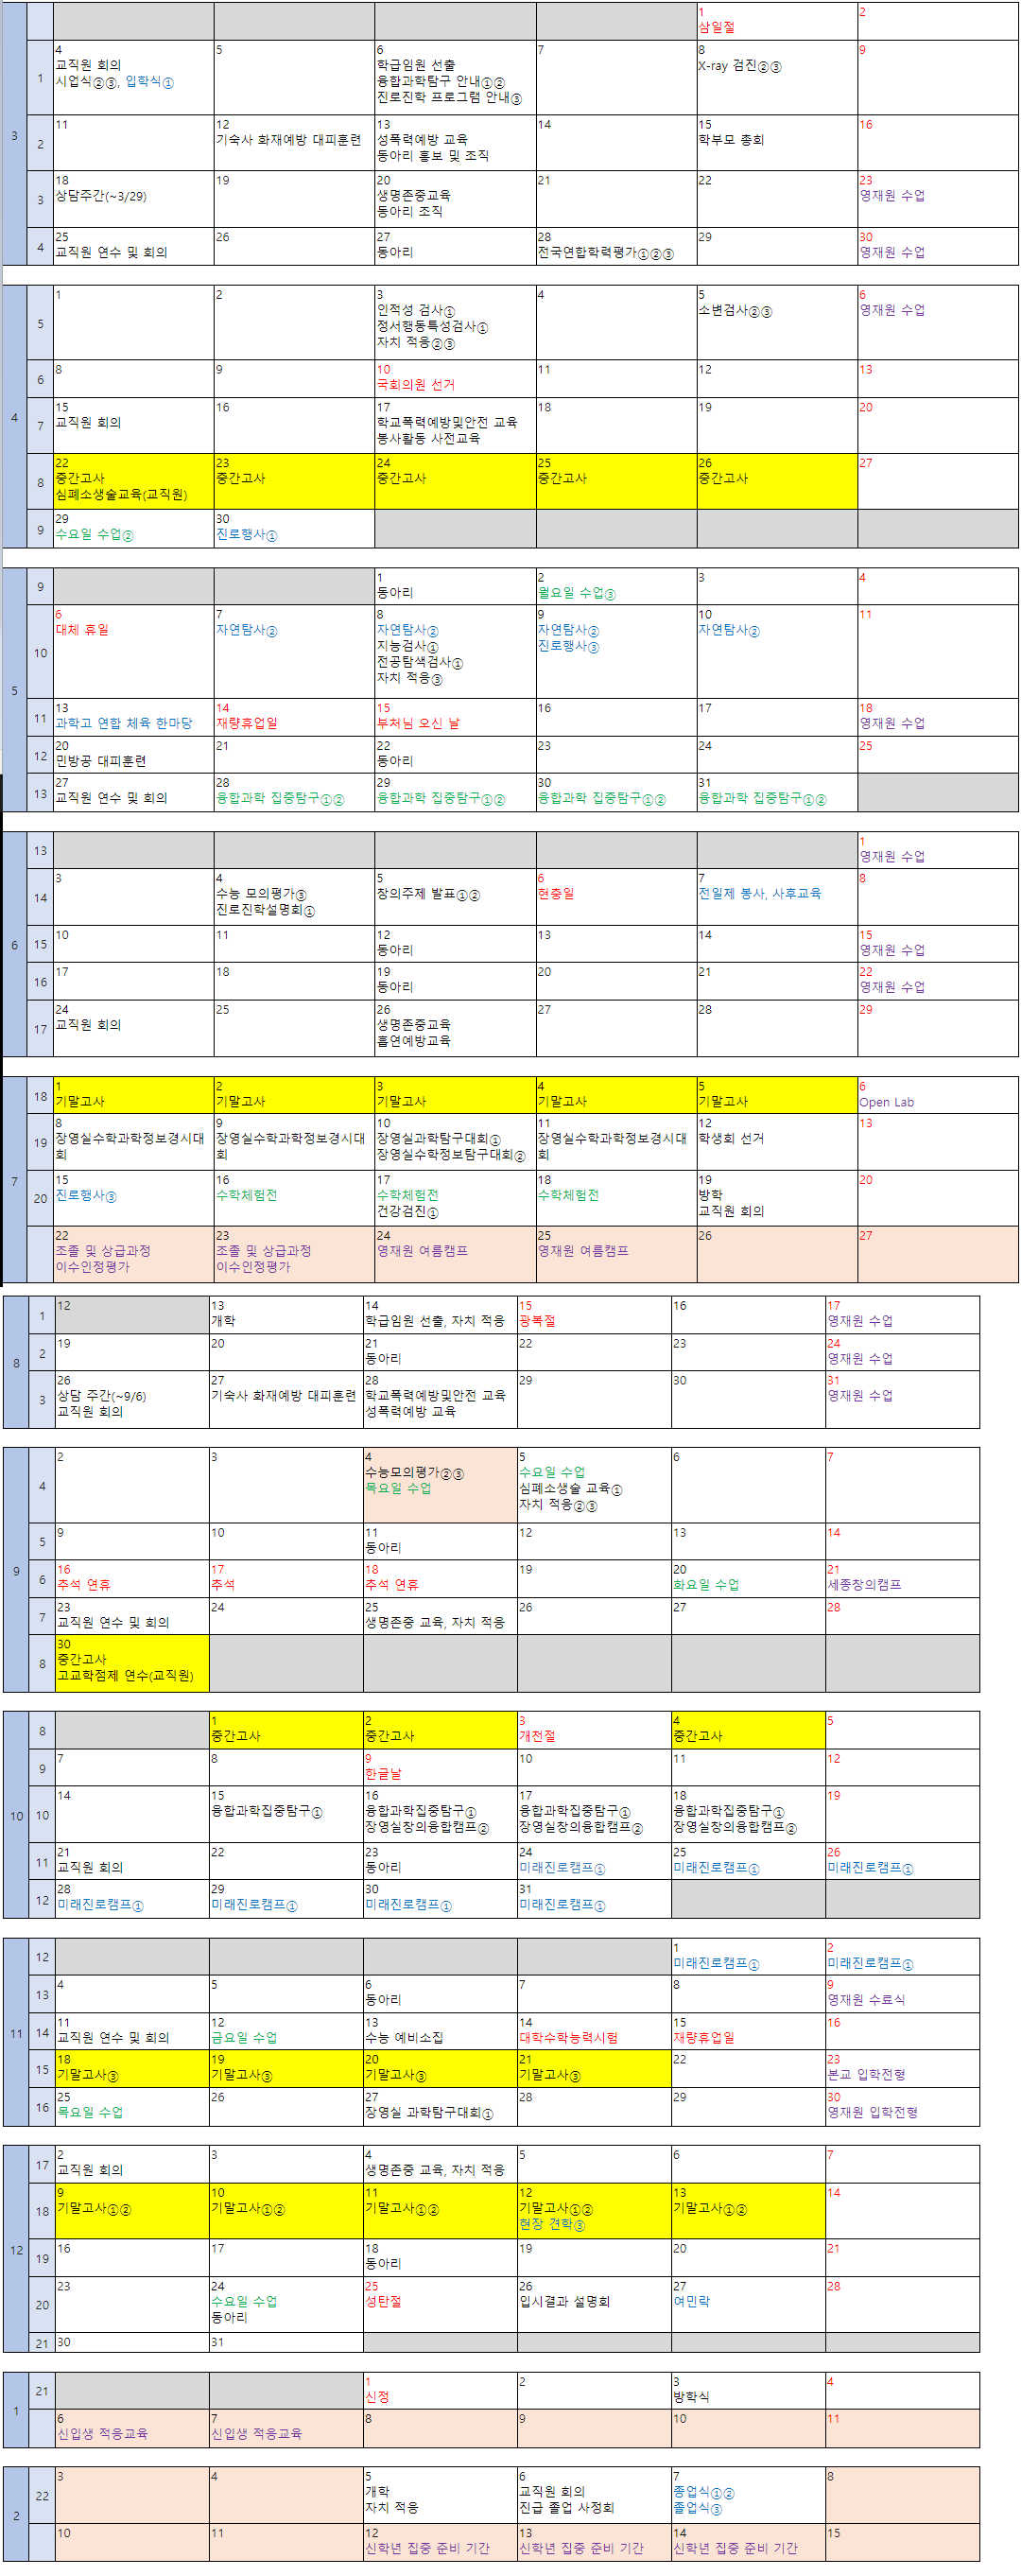 3
1
삼일절
2
1
4
교직원 회의
시업식②③, 입학식①
5
6
학급임원 선출
융합과학탐구 안내①②
진로진학 프로그램 안내③
7
8
X-ray 검진②③
9
2
11
12
기숙사 화재예방 대피훈련
13
성폭력예방 교육
동아리 홍보 및 조직
14
15
학부모 총회
16
3
18
상담주간(~3/29)
19
20
생명존중교육
동아리 조직
21
22
23
영재원 수업
4
25
교직원 연수 및 회의
26
27
동아리
28
전국연합학력평가①②③
29
30
영재원 수업
4
5
1
2
3
인적성 검사①
정서행동특성검사①
자치 적응②③
4
5
소변검사②③
6
영재원 수업
6
8
9
10
국회의원 선거
11
12
13
7
15
교직원 회의
16
17
학교폭력예방및안전 교육
봉사활동 사전교육
18
19
20
8
22
중간고사
심폐소생술교육(교직원)
23
중간고사
24
중간고사
25
중간고사
26
중간고사
27
9
29
수요일 수업②
30
진로행사①
5
9
1
동아리
2
월요일 수업③
3
4
10
6
대체 휴일
7
자연탐사②
8
자연탐사②
지능검사①
전공탐색검사①
자치 적응③
9
자연탐사②
진로행사③
10
자연탐사②
11
11
13
과학고 연합 체육 한마당
14
재량휴업일
15
부처님 오신 날
16
17
18
영재원 수업
12
20
민방공 대피훈련
21
22
동아리
23
24
25
13
27
교직원 연수 및 회의
28
융합과학 집중탐구①②
29
융합과학 집중탐구①②
30
융합과학 집중탐구①②
31
융합과학 집중탐구①②
6
13
1
영재원 수업
14
3
4
수능 모의평가③
진로진학설명회①
5
창의주제 발표①②
6
현충일
7
전일제 봉사, 사후교육
8
15
10
11
12
동아리
13
14
15
영재원 수업
16
17
18
19
동아리
20
21
22
영재원 수업
17
24
교직원 회의
25
26
생명존중교육
흡연예방교육
27
28
29
7
18
1
기말고사
2
기말고사
3
기말고사
4
기말고사
5
기말고사
6
Open Lab
19
8
장영실수학과학정보경시대
회
9
장영실수학과학정보경시대
회
10
장영실과학탐구대회①
장영실수학정보탐구대회②
11
장영실수학과학정보경시대
회
12
학생회 선거
13
20
15
진로행사③
16
수학체험전
17
수학체험전
건강검진①
18
수학체험전
19
방학
교직원 회의
20
22
조졸 및 상급과정
이수인정평가
23
조졸 및 상급과정
이수인정평가
24
영재원 여름캠프
25
영재원 여름캠프
26
27
8
1
12
13
개학
14
학급임원 선출, 자치 적응
15
광복절
16
17
영재원 수업
2
19
20
21
동아리
22
23
24
영재원 수업
3
26
상담 주간(~9/6)
교직원 회의
27
기숙사 화재예방 대피훈련
28
학교폭력예방및안전 교육
성폭력예방 교육
29
30
31
영재원 수업
9
4
2
3
4
수능모의평가②③
목요일 수업
5
수요일 수업
심폐소생술 교육①
자치 적응②③
6
7
5
9
10
11
동아리
12
13
14
6
16
추석 연휴
17
추석
18
추석 연휴
19
20
화요일 수업
21
세종창의캠프
7
23
교직원 연수 및 회의
24
25
생명존중 교육, 자치 적응
26
27
28
8
30
중간고사
고교학점제 연수(교직원)
10
8
1
중간고사
2
중간고사
3
개천절
4
중간고사
5
9
7
8
9
한글날
10
11
12
10
14
15
융합과학집중탐구①
16
융합과학집중탐구①
장영실창의융합캠프②
17
융합과학집중탐구①
장영실창의융합캠프②
18
융합과학집중탐구①
장영실창의융합캠프②
19
11
21
교직원 회의
22
23
동아리
24
미래진로캠프①
25
미래진로캠프①
26
미래진로캠프①
12
28
미래진로캠프①
29
미래진로캠프①
30
미래진로캠프①
31
미래진로캠프①
11
12
1
미래진로캠프①
2
미래진로캠프①
13
4
5
6
동아리
7
8
9
영재원 수료식
14
11
교직원 연수 및 회의
12
금요일 수업
13
수능 예비소집
14
대학수학능력시험
15
재량휴업일
16
15
18
기말고사③
19
기말고사③
20
기말고사③
21
기말고사③
22
23
본교 입학전형
16
25
목요일 수업
26
27
장영실 과학탐구대회①
28
29
30
영재원 입학전형
12
17
2
교직원 회의
3
4
생명존중 교육, 자치 적응
5
6
7
18
9
기말고사①②
10
기말고사①②
11
기말고사①②
12
기말고사①②
현장 견학③
13
기말고사①②
14
19
16
17
18
동아리
19
20
21
20
23
24
수요일 수업
동아리
25
성탄절
26
입시결과 설명회
27
여민락
28
21
30
31
1
21
1
신정
2
3
방학식
4
6
신입생 적응교육
7
신입생 적응교육
8
9
10
11
2
22
3
4
5
개학
자치 적응
6
교직원 회의
진급 졸업 사정회
7
종업식①②
졸업식③
8
10
11
12
신학년 집중 준비 기간
13
신학년 집중 준비 기간
14
신학년 집중 준비 기간
15